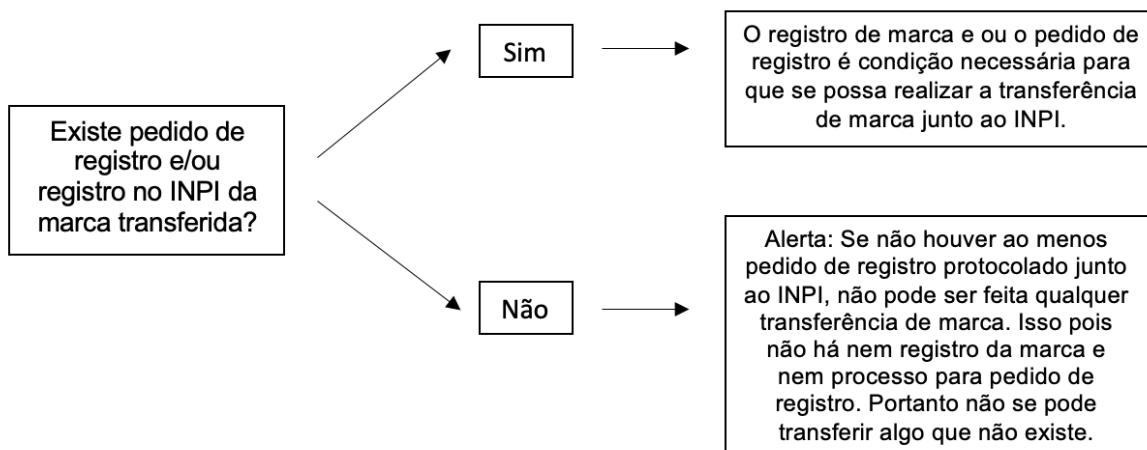 Existe pedido de
registro e/ou
registro no INPI da
marca transferida?
Sim
O registro de marca e ou o pedido de
registro é condição necessária para
que se possa realizar a transferência
de marca junto ao INPI.
Não
Alerta: Se não houver ao menos
pedido de registro protocolado junto
ao INPI, não pode ser feita qualquer
transferência de marca. Isso pois
não há nem registro da marca e
nem processo para pedido de
registro. Portanto não se pode
transferir algo que não existe.